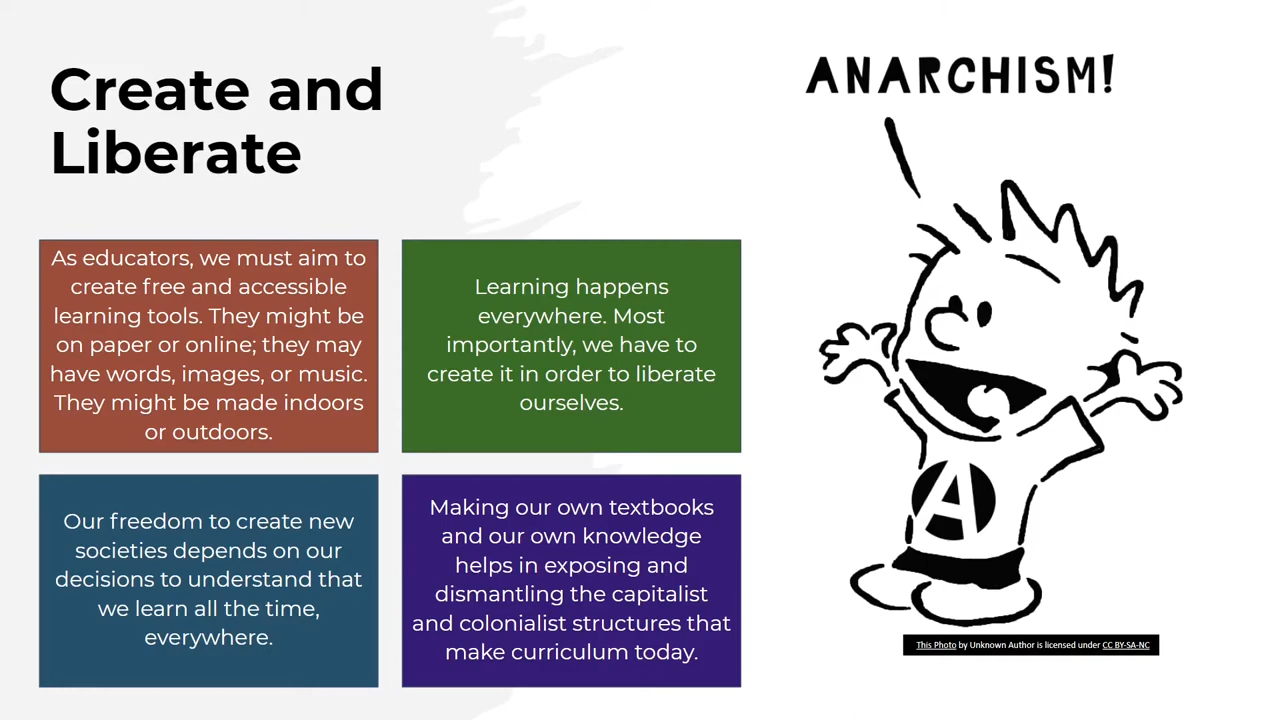 Create and
Liberate
ANARCHISM!
As educators, we must aim to
create free and accessible
learning tools. They might be
on paper or online; they may
have words, images, or music.
They might be made indoors
or outdoors.
Learning happens
everywhere. Most
importantly, we have to
create it in order to liberate
ourselves.
Our freedom to create new
societies depends on our
decisions to understand that
we learn all the time,
everywhere.
Making our own textbooks
and our own knowledge
helps in exposing and
dismantling the capitalist
and colonialist structures that
make curriculum today.
A
This Photo by Unknown Author is licensed under CC BY-SA-NC